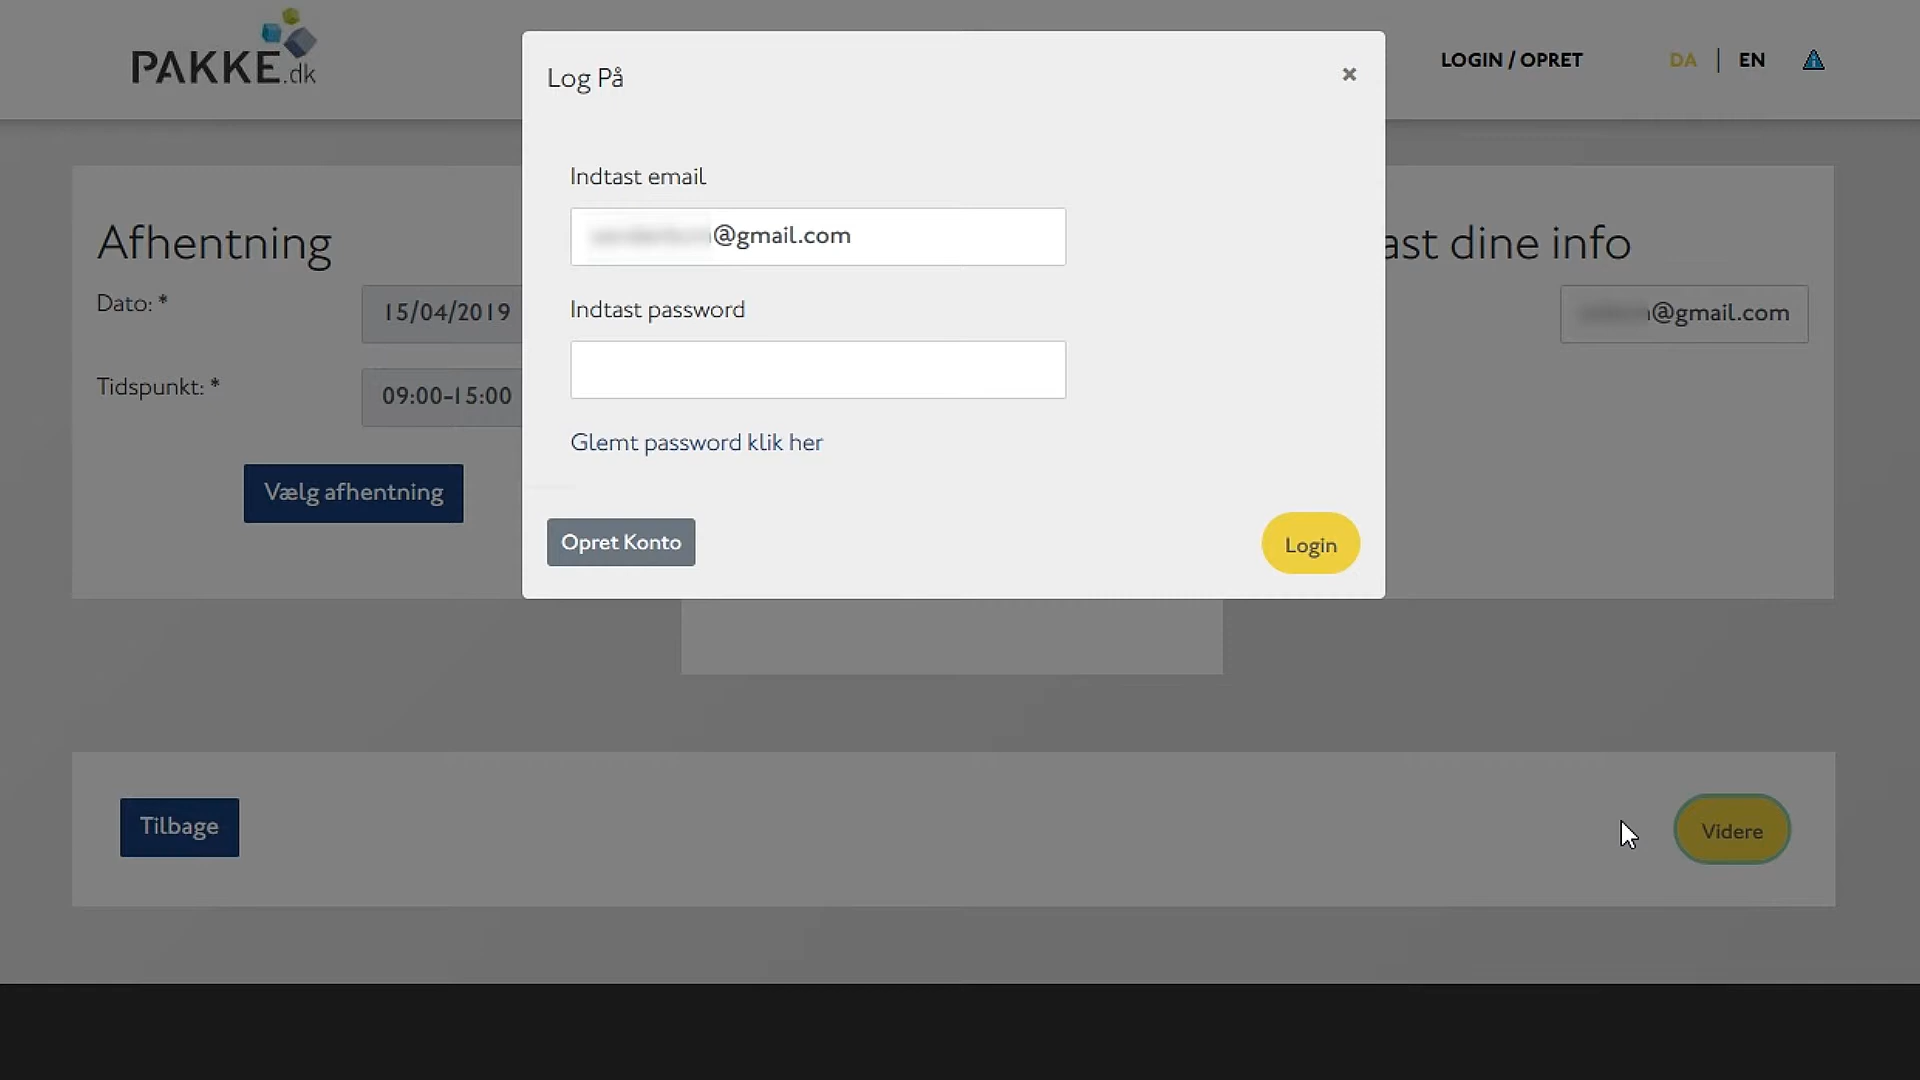 PAKKE.dk
LOGIN / OPRET
DA | EN
Log På
×
Indtast email
@gmail.com
Indtast password
Glemt password klik her
Opret Konto
Login
Afhentning
Dato: *
15/04/2019
Tidspunkt: *
09:00-15:00
Vælg afhentning
dine info
@gmail.com
Tilbage
Videre